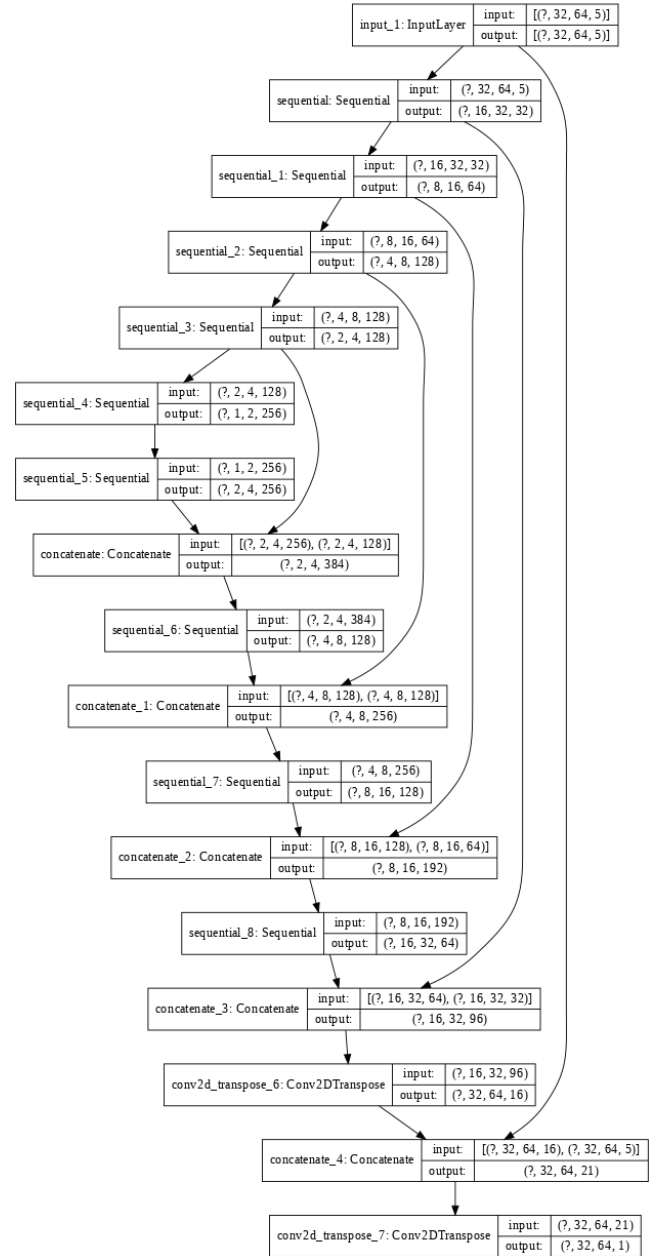 input_1: InputLayer input: [(?, 32, 64, 5)]
output: [(?, 32, 64, 5)]
sequential: Sequential input: (?, 32, 64, 5)
output: (?, 16, 32, 32)
sequential_1: Sequential input: (?, 16, 32, 32)
output: (?, 8, 16, 64)
sequential_2: Sequential input: (?, 8, 16, 64)
output: (?, 4, 8, 128)
sequential_3: Sequential input: (?, 4, 8, 128)
output: (?, 2, 4, 128)
sequential_4: Sequential input: (?, 2, 4, 128)
output: (?, 1, 2, 256)
sequential_5: Sequential input: (?, 1, 2, 256)
output: (?, 2, 4, 256)
concatenate: Concatenate input: [(?, 2, 4, 256), (?, 2, 4, 128)]
output: (?, 2, 4, 384)
sequential_6: Sequential input: (?, 2, 4, 384)
output: (?, 4, 8, 128)
concatenate_1: Concatenate input: [(?, 4, 8, 128), (?, 4, 8, 128)]
output: (?, 4, 8, 256)
sequential_7: Sequential input: (?, 4, 8, 256)
output: (?, 8, 16, 128)
concatenate_2: Concatenate input: [(?, 8, 16, 128), (?, 8, 16, 64)]
output: (?, 8, 16, 192)
sequential_8: Sequential input: (?, 8, 16, 192)
output: (?, 16, 32, 64)
concatenate_3: Concatenate input: [(?, 16, 32, 64), (?, 16, 32, 32)]
output: (?, 16, 32, 96)
conv2d_transpose_6: Conv2DTranspose input: (?, 16, 32, 96)
output: (?, 32, 64, 16)
concatenate_4: Concatenate input: [(?, 32, 64, 16), (?, 32, 64, 5)]
output: (?, 32, 64, 21)
conv2d_transpose_7: Conv2DTranspose input: (?, 32, 64, 21)
output: (?, 32, 64, 1)